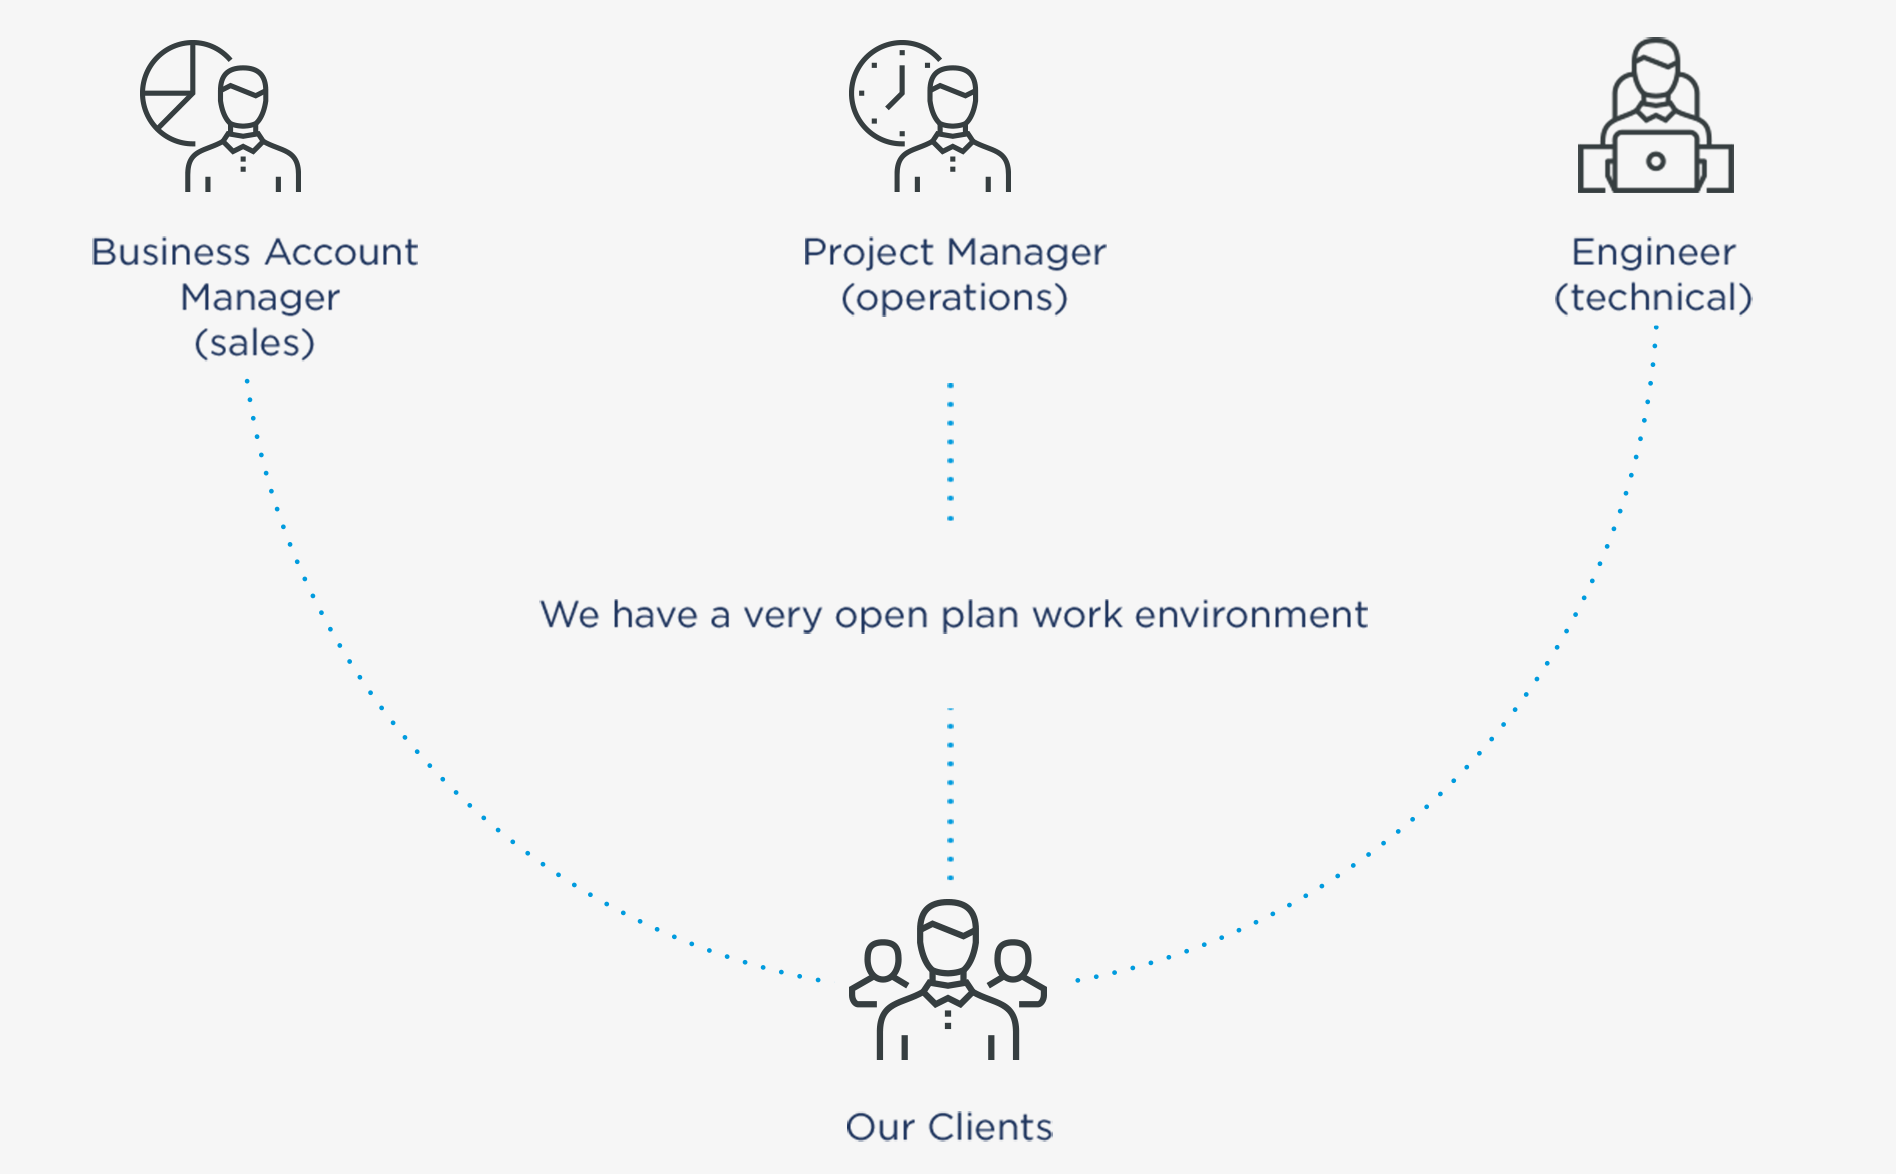 Business Account
Manager
(sales)
Project Manager
(operations)
Engineer
(technical)
We have a very open plan work environment
Our Clients